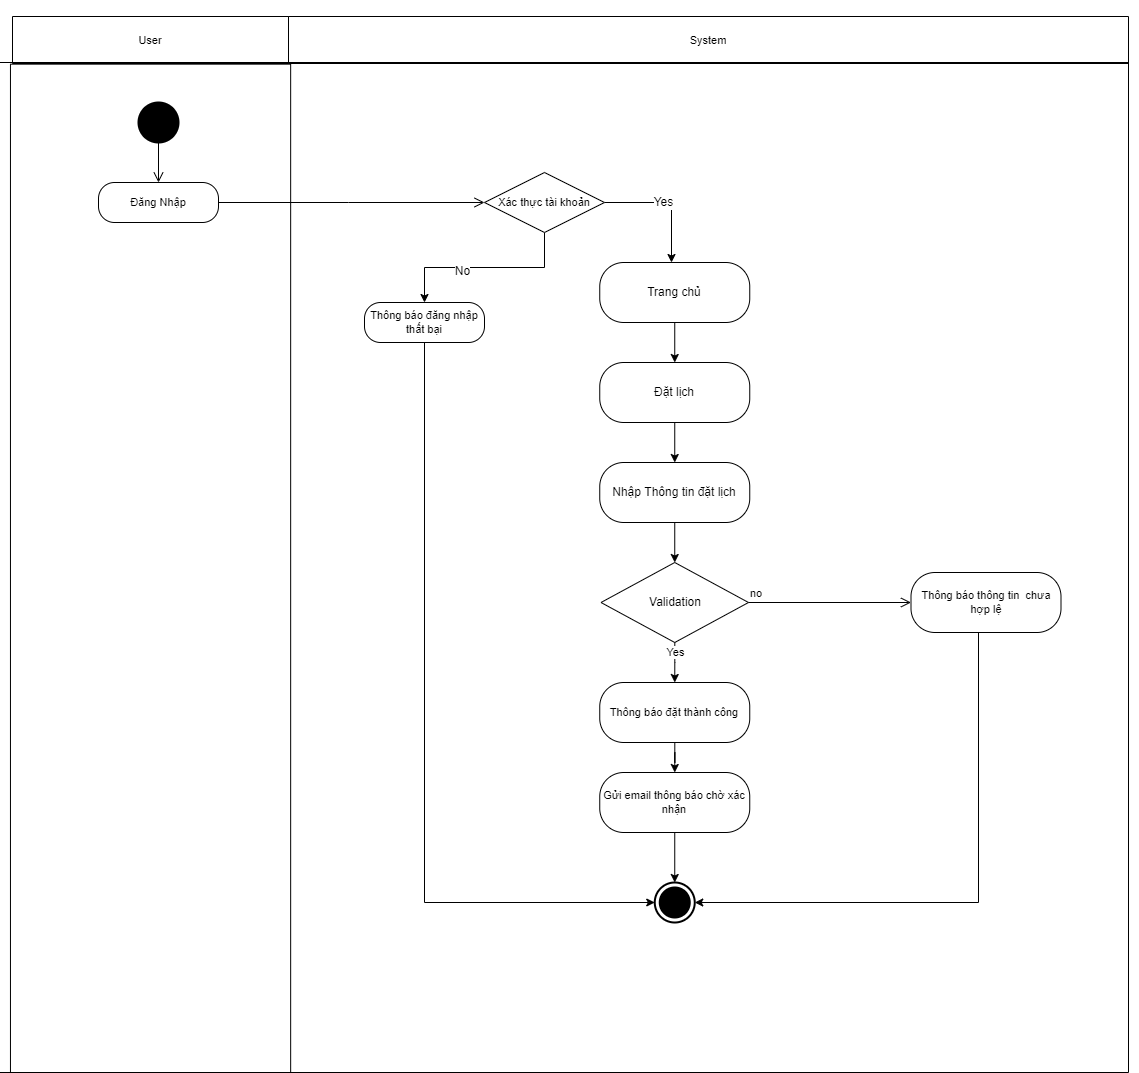 User
System
Đăng Nhập
Xác thực tài khoản
Yes
No
Trang chủ
Thông báo đăng nhập
thất bại
Đặt lịch
Nhập Thông tin đặt lịch
Validation
no
Thông báo thông tin  chưa
hợp lệ
Yes
Thông báo đặt thành công
Gửi email thông báo chờ xác
nhận